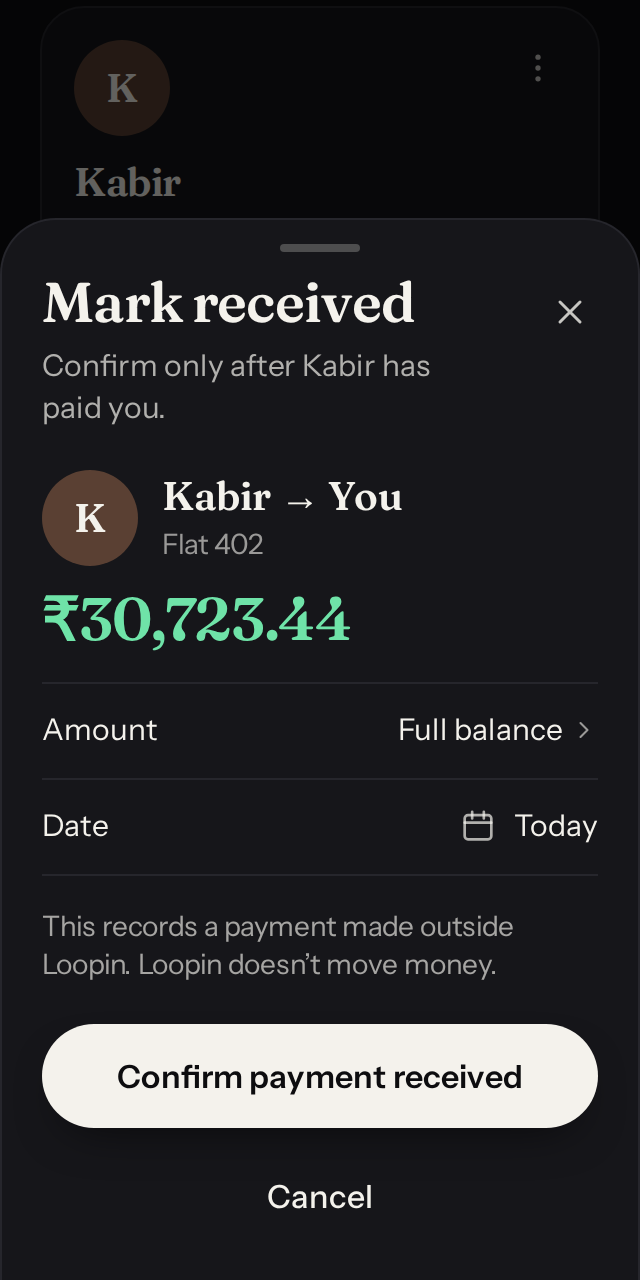 K
Kabir
Mark received
Confirm only after Kabir has
paid you.
K
Kabir → You
Flat 402
₹30,723.44
Amount
Full balance
Date
Today
This records a payment made outside
Loopin. Loopin doesn’t move money.
Confirm payment received
Cancel